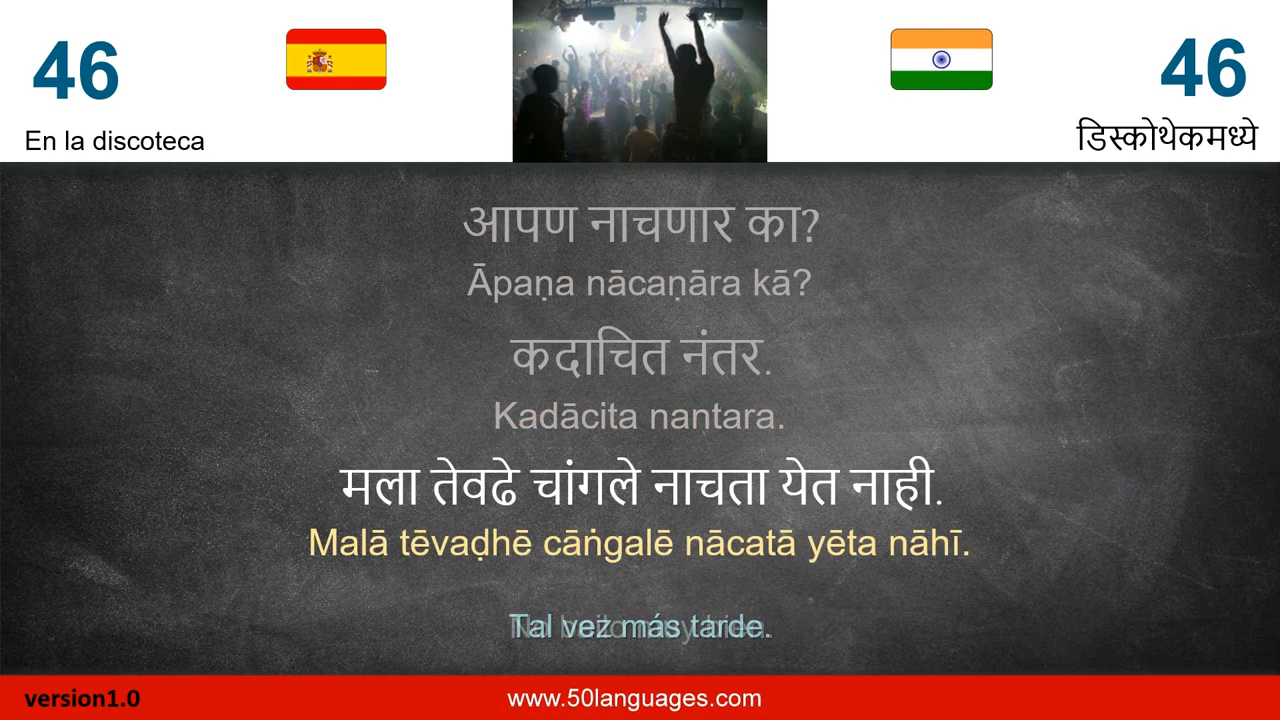 46
46
En la discoteca
डिस्कोथेकमध्ये
आपण नाचणार का?
Āpaṇa nācaṇāra kā?
कदाचित नंतर.
Kadācita nantara.
मला तेवढे चांगले नाचता येत नाही.
Malā tēvaḍhē cāṅgalē nācatā yēta nāhī.
Tal vez más tarde.
version1.0
www.50languages.com